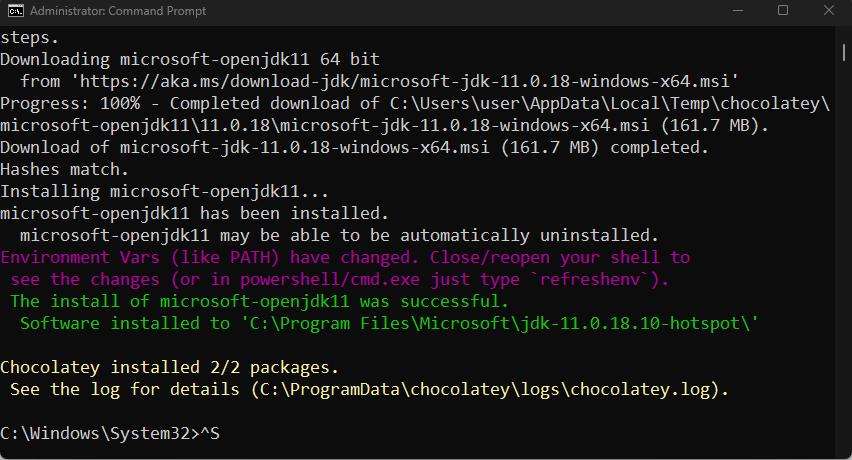 Administrator: Command Prompt
steps.
Downloading microsoft-openjdk11 64 bit
  from 'https://aka.ms/download-jdk/microsoft-jdk-11.0.18-windows-x64.msi'
Progress: 100% - Completed download of C:\Users\user\AppData\Local\Temp\chocolatey\
microsoft-openjdk11\11.0.18\microsoft-jdk-11.0.18-windows-x64.msi (161.7 MB).
Download of microsoft-jdk-11.0.18-windows-x64.msi (161.7 MB) completed.
Hashes match.
Installing microsoft-openjdk11...
microsoft-openjdk11 has been installed.
  microsoft-openjdk11 may be able to be automatically uninstalled.
Environment Vars (like PATH) have changed. Close/reopen your shell to
 see the changes (or in powershell/cmd.exe just type `refreshenv`).
 The install of microsoft-openjdk11 was successful.
  Software installed to 'C:\Program Files\Microsoft\jdk-11.0.18.10-hotspot\'

Chocolatey installed 2/2 packages.
 See the log for details (C:\ProgramData\chocolatey\logs\chocolatey.log).

C:\Windows\System32>^S